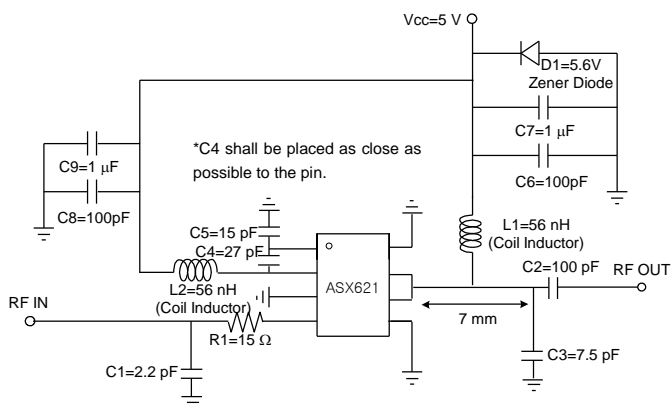 Vcc=5 V
D1=5.6V
Zener Diode
C7=1 μF
C6=100pF
C9=1 μF
C8=100pF
*C4 shall be placed as close as
possible to the pin.
C5=15 pF
C4=27 pF
L1=56 nH
(Coil Inductor)
ASX621
L2=56 nH
(Coil Inductor)
C2=100 pF
RF OUT
RF IN
R1=15 Ω
7 mm
C1=2.2 pF
C3=7.5 pF